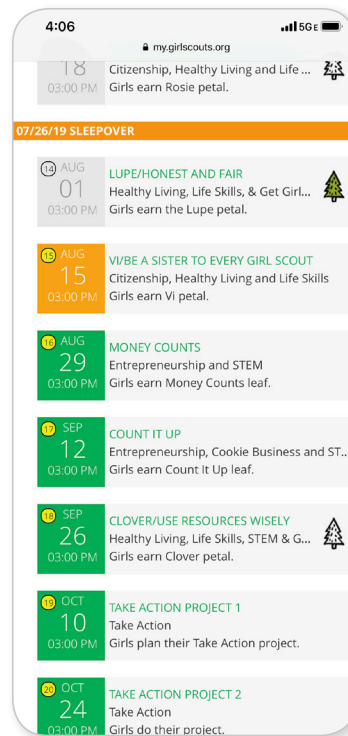 4:06
5G E
my.girlscouts.org
18
03:00 PM
Citizenship, Healthy Living and Life ...
Girls earn Rosie petal.
07/26/19 SLEEPOVER
14 AUG
01
03:00 PM
LUPE/HONEST AND FAIR
Healthy Living, Life Skills, & Get Girl...
Girls earn the Lupe petal.
15 AUG
15
03:00 PM
VI/BE A SISTER TO EVERY GIRL SCOUT
Citizenship, Healthy Living and Life Skills
Girls earn Vi petal.
16 AUG
29
03:00 PM
MONEY COUNTS
Entrepreneurship and STEM
Girls earn Money Counts leaf.
17 SEP
12
03:00 PM
COUNT IT UP
Entrepreneurship, Cookie Business and ST...
Girls earn Count It Up leaf.
18 SEP
26
03:00 PM
CLOVER/USE RESOURCES WISELY
Healthy Living, Life Skills, STEM & G...
Girls earn Clover petal.
19 OCT
10
03:00 PM
TAKE ACTION PROJECT 1
Take Action
Girls plan their Take Action project.
20 OCT
24
03:00 PM
TAKE ACTION PROJECT 2
Take Action
Girls do their project.